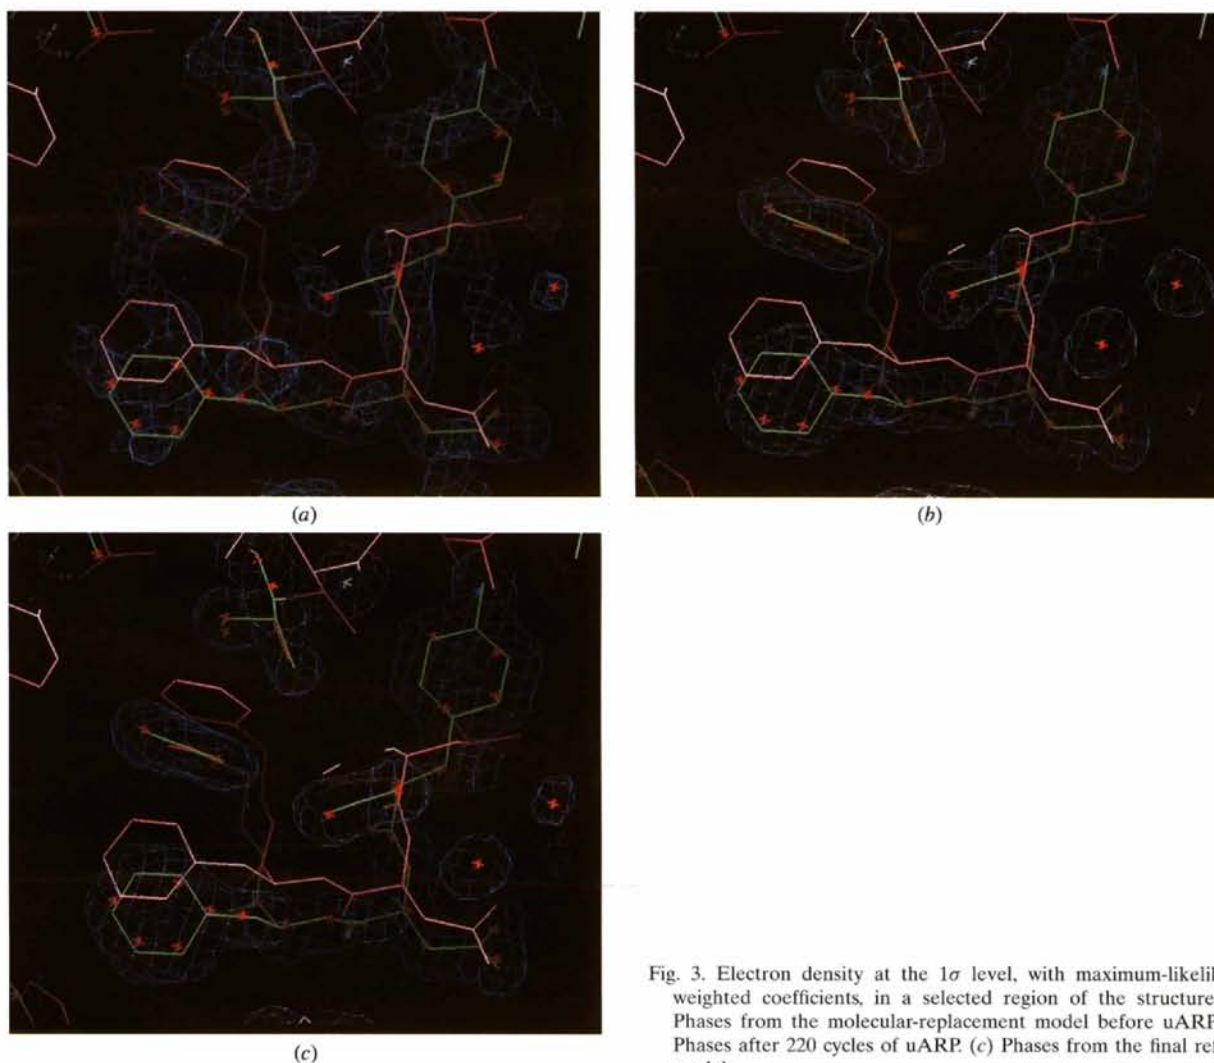 (a)
(b)
(c)
Fig. 3. Electron density at the 1σ level, with maximum-likelil
weighted coefficients, in a selected region of the structure
Phases from the molecular-replacement model before uARP
Phases after 220 cycles of uARP. (c) Phases from the final ref